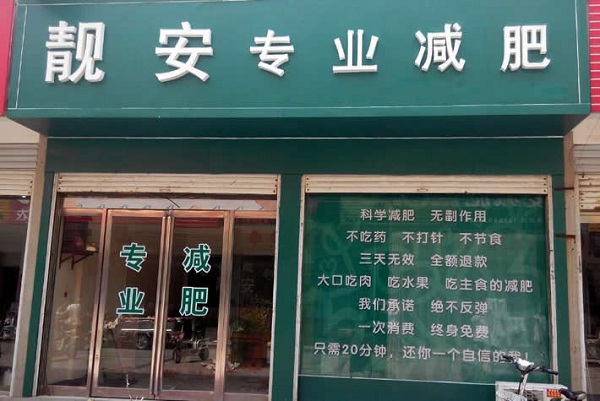 靓安专业减肥
专业
减肥
科学减肥 无副作用
不吃药 不打针 不节食
三天无效 全额退款
大口吃肉 吃水果 吃主食的减肥
我们承诺 绝不反弹
一次消费 终身免费
只需20分钟，还你一个自信的我